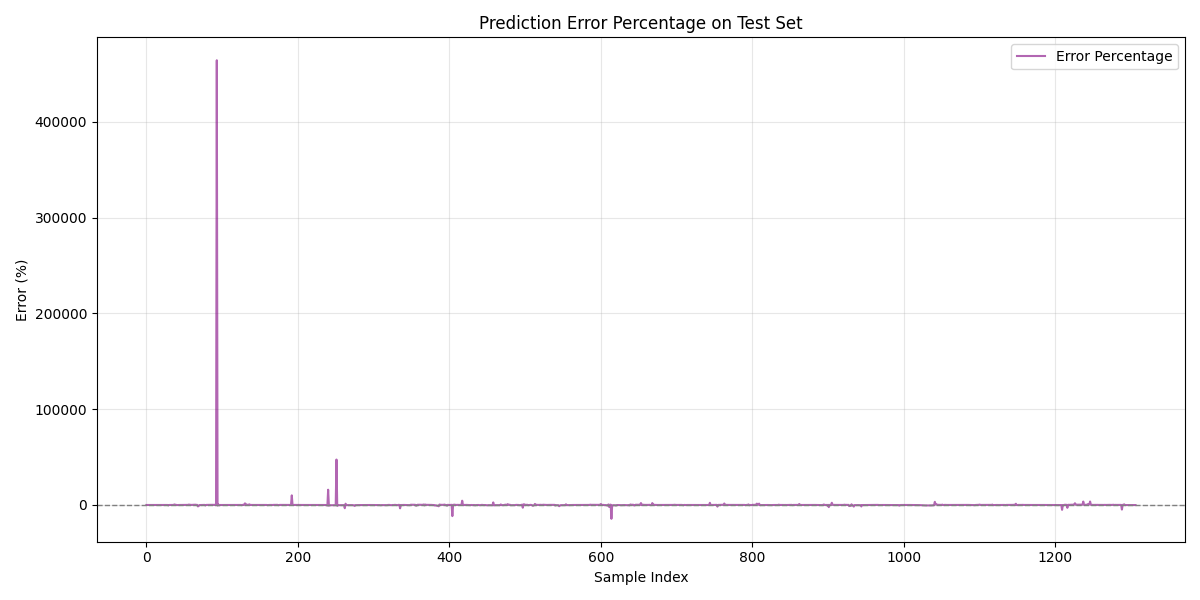 Prediction Error Percentage on Test Set
Error Percentage
Error (%)
400000
300000
200000
100000
0
0 200 400 600 800 1000 1200
Sample Index